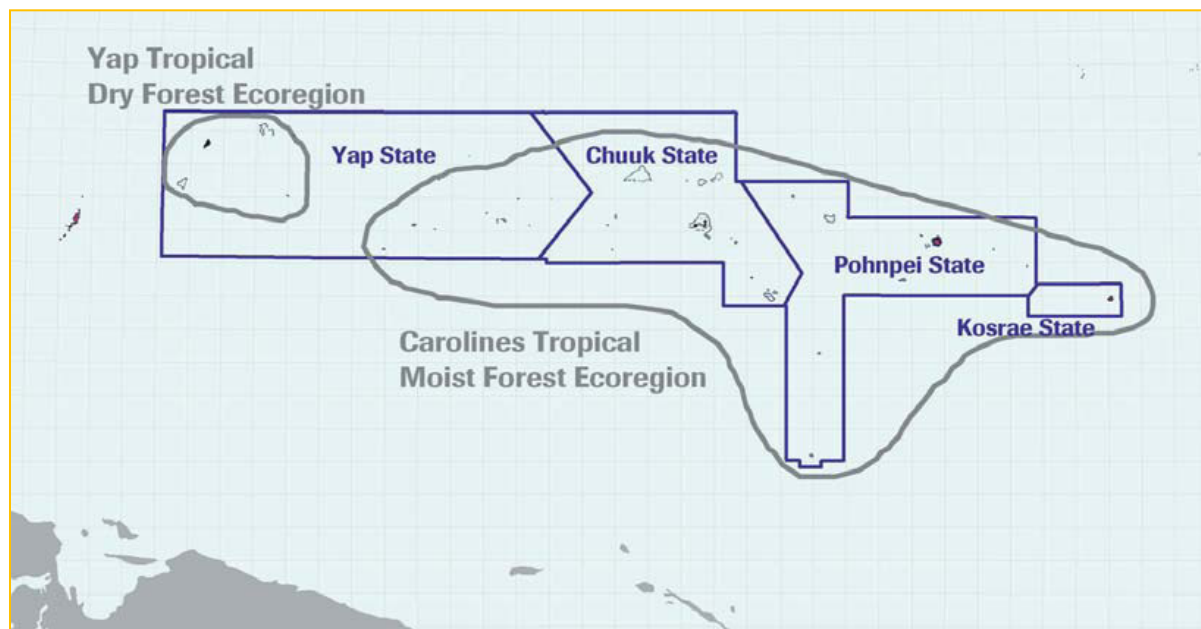 Yap Tropical
Dry Forest Ecoregion
Yap State
Chuuk State
Pohnpei State
Kosrae State
Carolines Tropical
Moist Forest Ecoregion